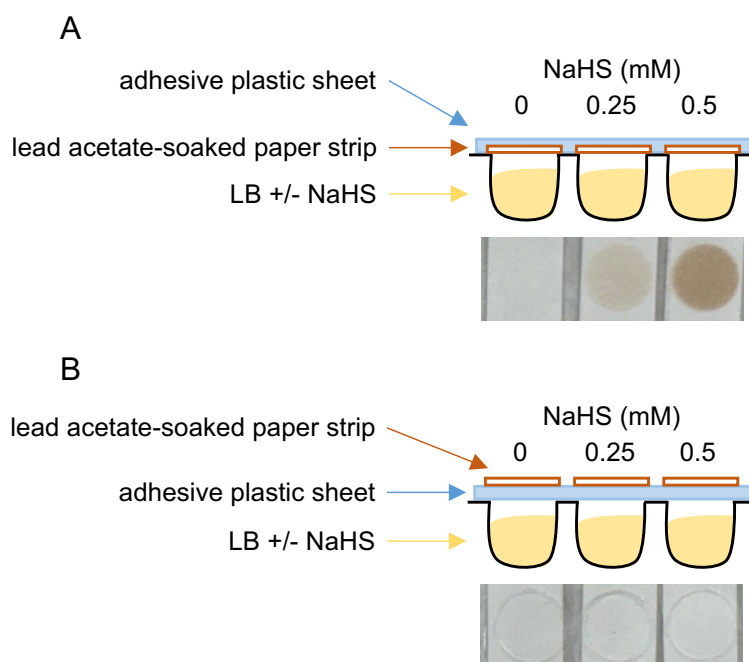 A
adhesive plastic sheet
NaHS (mM)
0 0.25 0.5
lead acetate-soaked paper strip
LB +/- NaHS
B
lead acetate-soaked paper strip
NaHS (mM)
0 0.25 0.5
adhesive plastic sheet
LB +/- NaHS